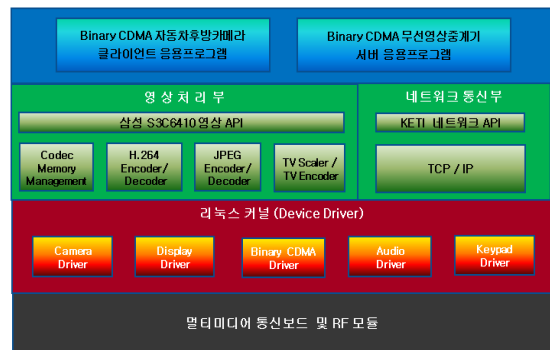 Binary CDMA 자동차후방카메라
클라이언트 응용프로그램
Binary CDMA 무선영상중계기
서버 응용프로그램
영 상 처 리 부
네트워크 통신부
삼성 S3C6410 영상 API
KETI 네트워크 API
Codec
Memory
Management
H.264
Encoder/
Decoder
JPEG
Encoder/
Decoder
TV Scaler /
TV Encoder
TCP / IP
리눅스 커널 (Device Driver)
Camera
Driver
Display
Driver
Binary CDMA
Driver
Audio
Driver
Keypad
Driver
멀티미디어 통신보드 및 RF 모듈